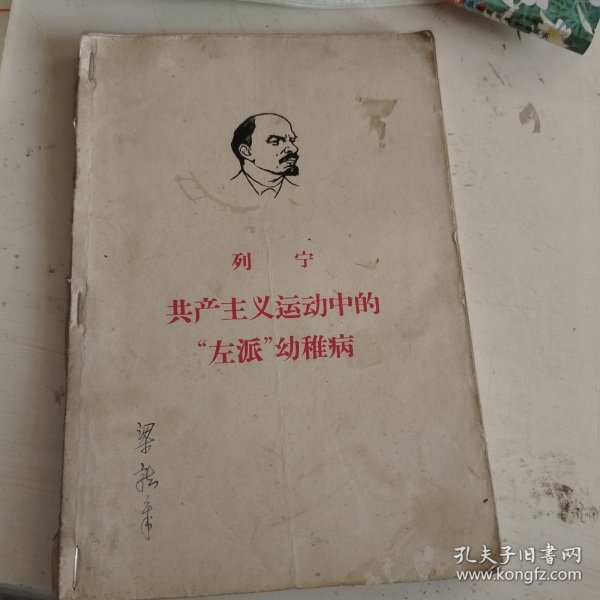 列 宁
共产主义运动中的
“左派”幼稚病
梁
孔夫子旧书网
www.kongfz.com